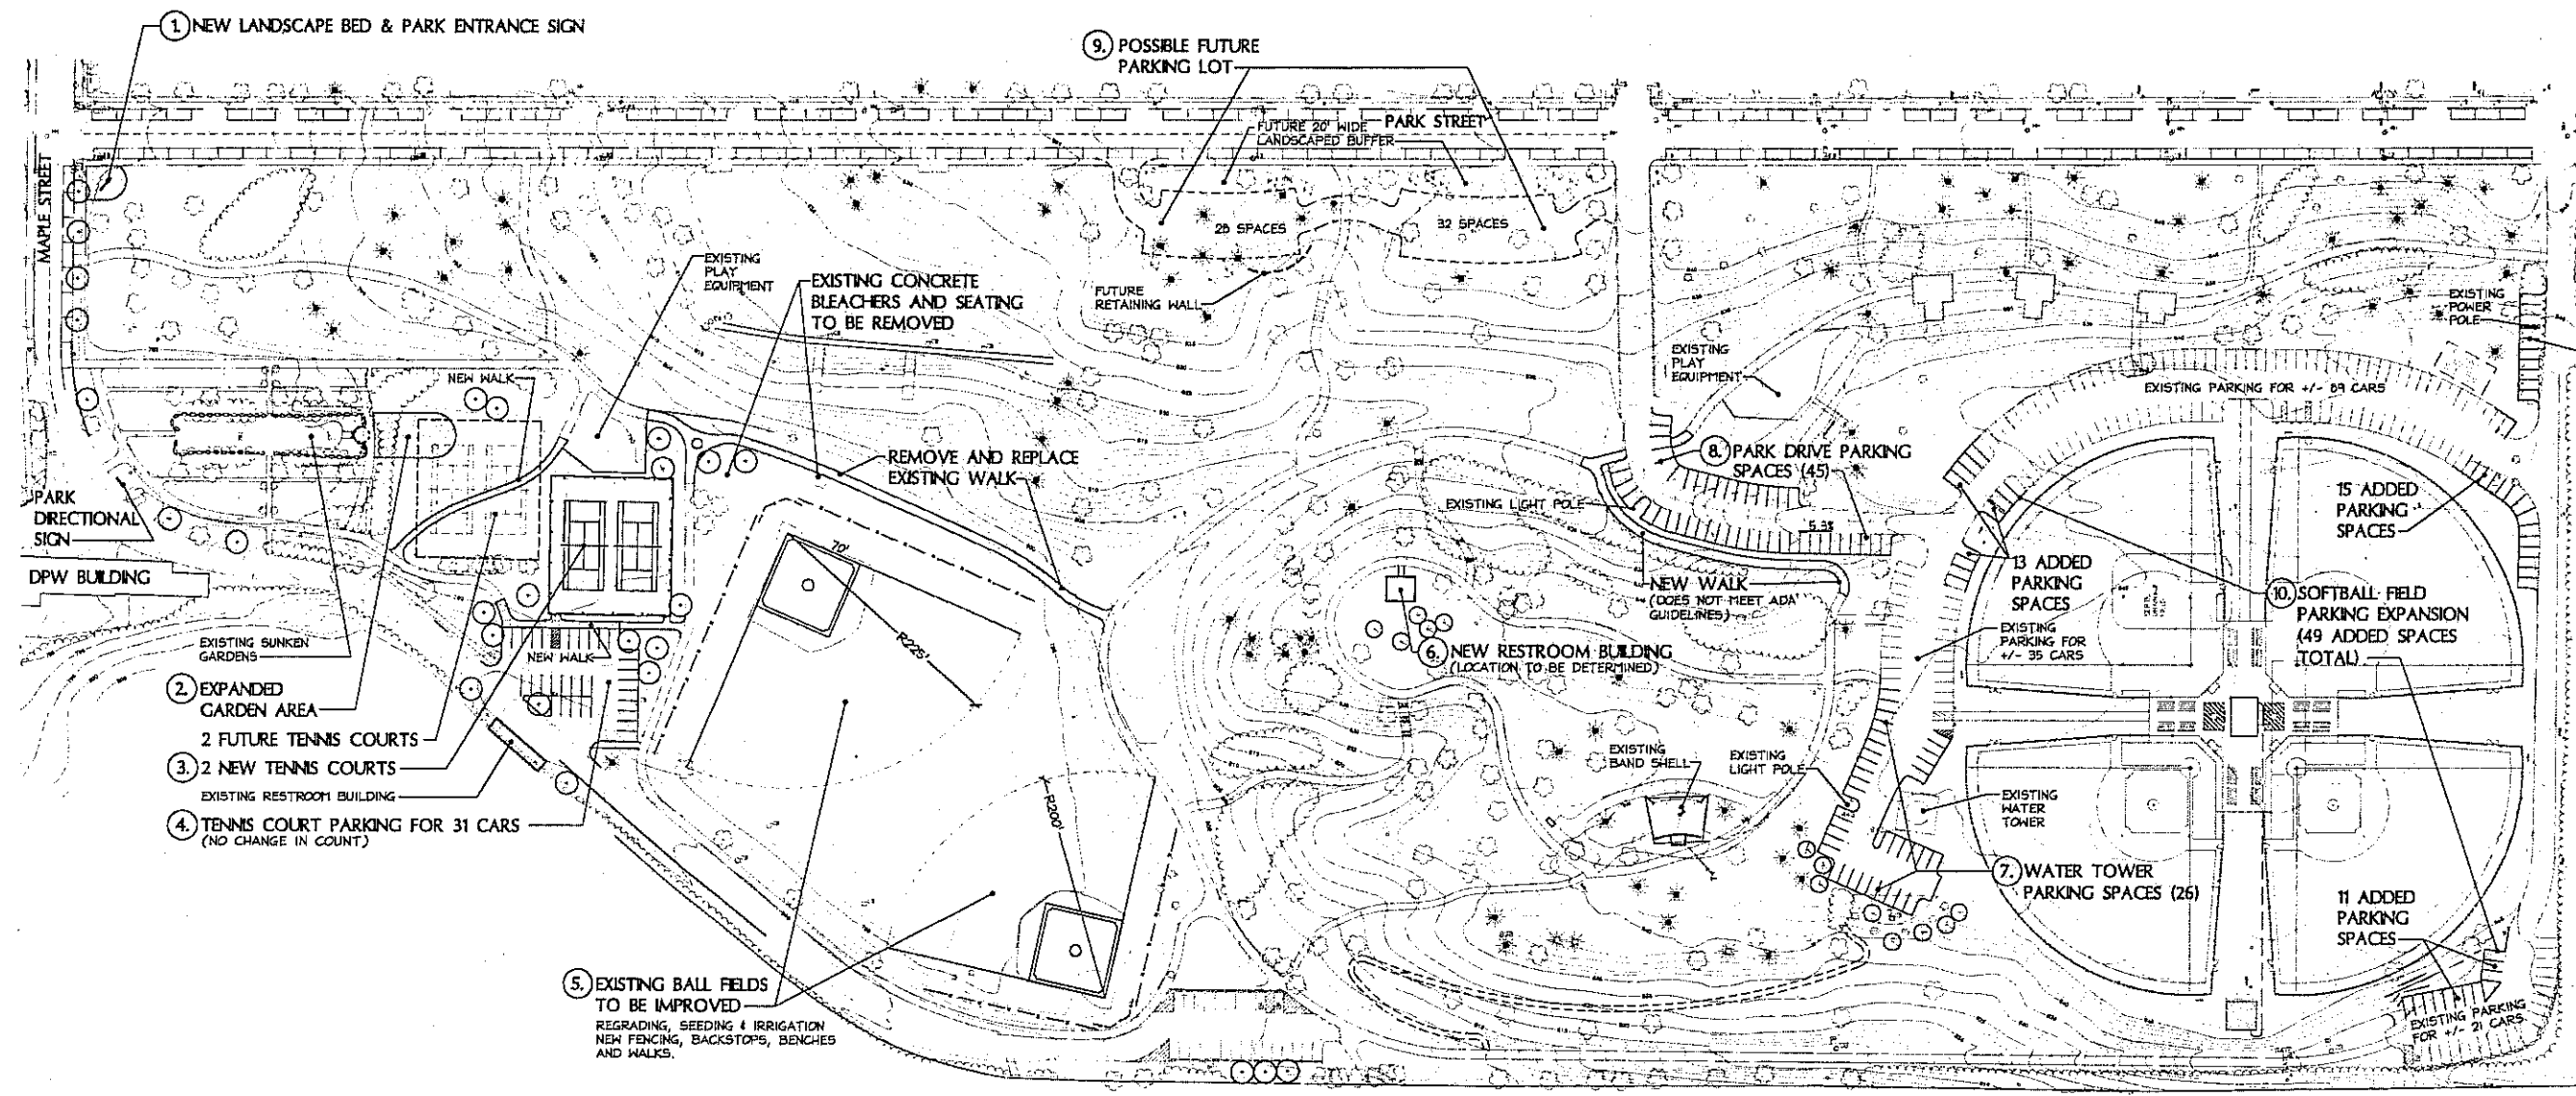 1. NEW LANDSCAPE BED & PARK ENTRANCE SIGN
9. POSSIBLE FUTURE
PARKING LOT
MAPLE STREET
PARK STREET
FUTURE 20' WIDE
LANDSCAPED BUFFER
28 SPACES
32 SPACES
FUTURE
RETAINING WALL
EXISTING
PLAY
EQUIPMENT
EXISTING CONCRETE
BLEACHERS AND SEATING
TO BE REMOVED
NEW WALK
REMOVE AND REPLACE
EXISTING WALK
EXISTING
POWER
POLE
EXISTING
PLAY
EQUIPMENT
EXISTING PARKING FOR +/- 89 CARS
8. PARK DRIVE PARKING
SPACES (45)
EXISTING LIGHT POLE
5.3%
15 ADDED
PARKING
SPACES
PARK
DIRECTIONAL
SIGN
DPW BUILDING
70'
R225'
13 ADDED
PARKING
SPACES
NEW WALK
(DOES NOT MEET ADA
GUIDELINES)
10. SOFTBALL FIELD
PARKING EXPANSION
(49 ADDED SPACES
TOTAL)
EXISTING
PARKING FOR
+/- 35 CARS
EXISTING SUNKEN
GARDENS
NEW WALK
6. NEW RESTROOM BUILDING
(LOCATION TO BE DETERMINED)
2. EXPANDED
GARDEN AREA
2 FUTURE TENNIS COURTS
3. 2 NEW TENNIS COURTS
EXISTING RESTROOM BUILDING
4. TENNIS COURT PARKING FOR 31 CARS
(NO CHANGE IN COUNT)
R200'
EXISTING
BAND SHELL
EXISTING
LIGHT POLE
EXISTING
WATER
TOWER
7. WATER TOWER
PARKING SPACES (26)
11 ADDED
PARKING
SPACES
5. EXISTING BALL FIELDS
TO BE IMPROVED
REGRADING, SEEDING & IRRIGATION
NEW FENCING, BACKSTOPS, BENCHES
AND WALKS.
EXISTING PARKING
FOR +/- 21 CARS